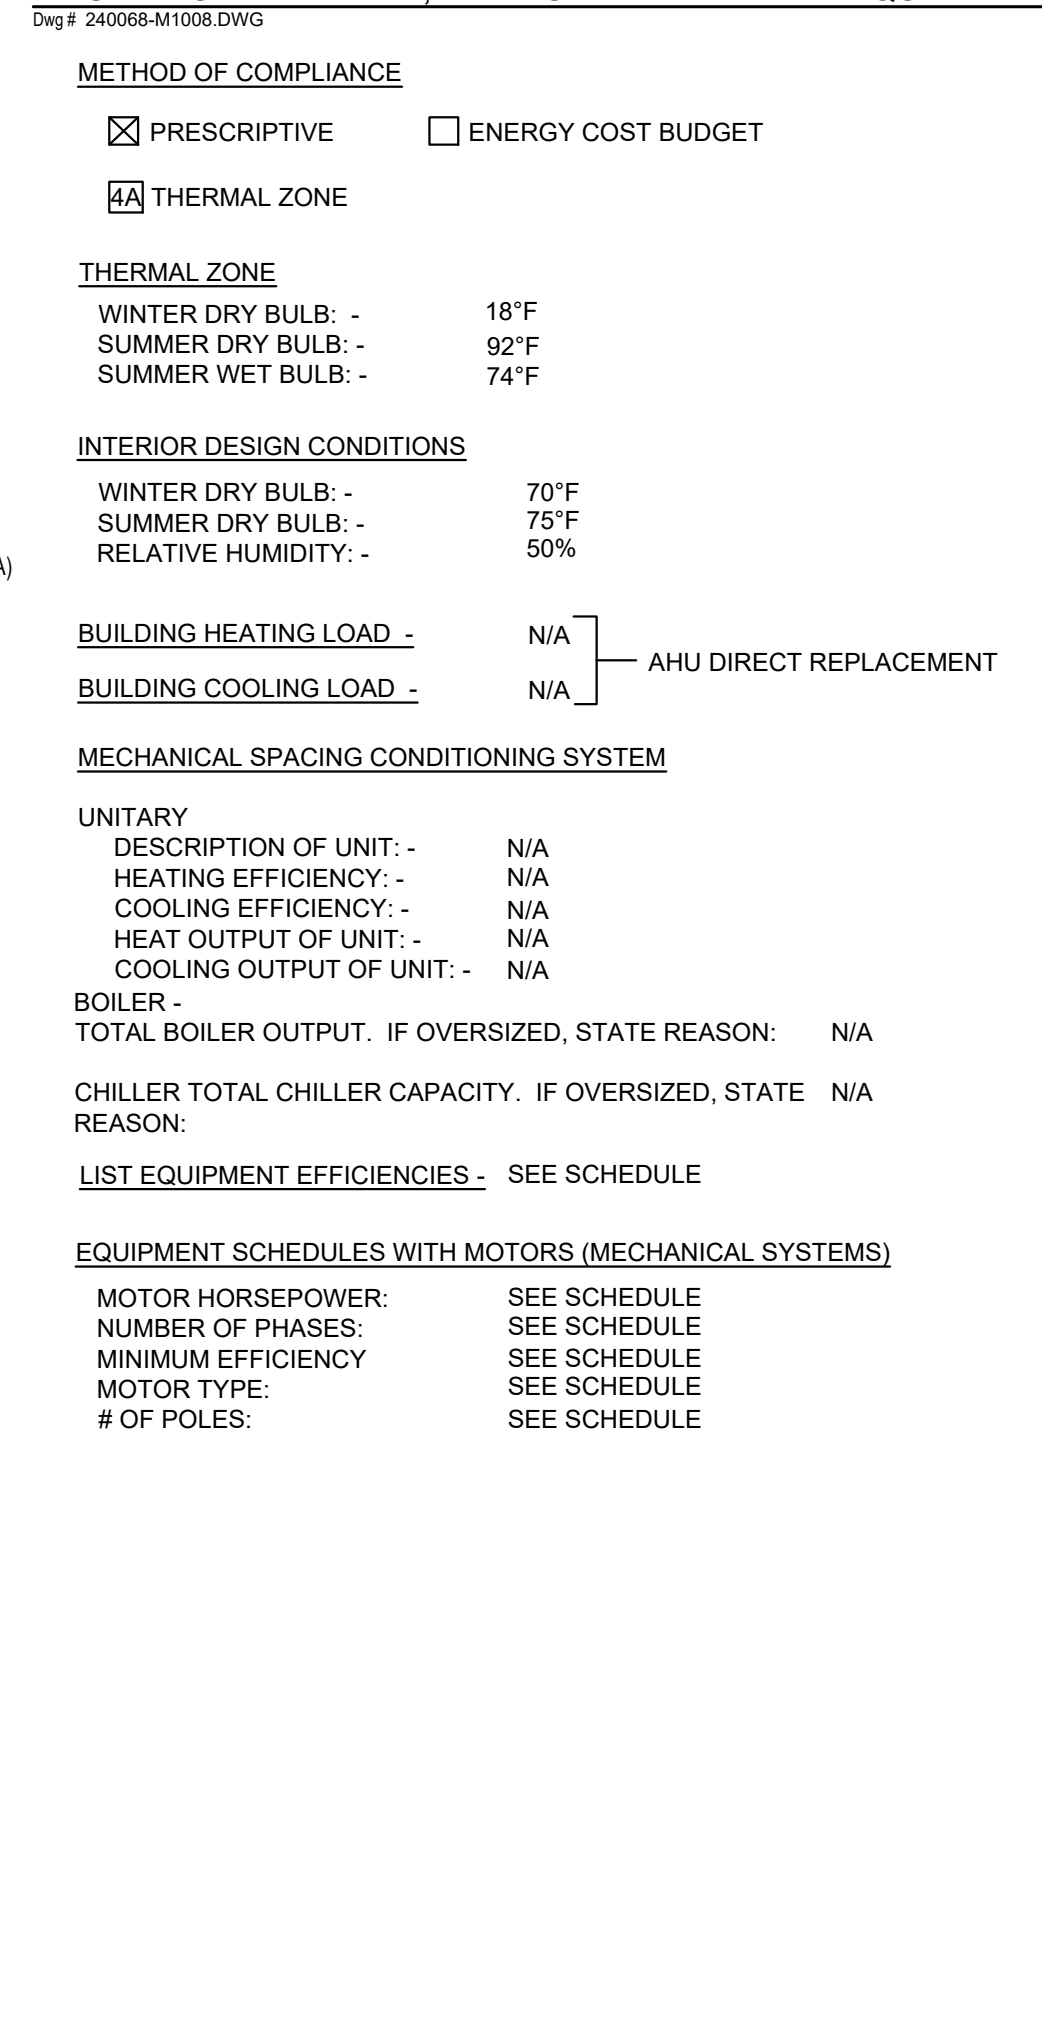 Dwg # 240068-M1008.DWG
METHOD OF COMPLIANCE
PRESCRIPTIVE ENERGY COST BUDGET
4A THERMAL ZONE
THERMAL ZONE
WINTER DRY BULB: - 18°F
SUMMER DRY BULB: - 92°F
SUMMER WET BULB: - 74°F
INTERIOR DESIGN CONDITIONS
WINTER DRY BULB: - 70°F
SUMMER DRY BULB: - 75°F
RELATIVE HUMIDITY: - 50%
A)
BUILDING HEATING LOAD - N/A
AHU DIRECT REPLACEMENT
BUILDING COOLING LOAD - N/A
MECHANICAL SPACING CONDITIONING SYSTEM
UNITARY
DESCRIPTION OF UNIT: - N/A
HEATING EFFICIENCY: - N/A
COOLING EFFICIENCY: - N/A
HEAT OUTPUT OF UNIT: - N/A
COOLING OUTPUT OF UNIT: - N/A
BOILER -
TOTAL BOILER OUTPUT. IF OVERSIZED, STATE REASON: N/A
CHILLER TOTAL CHILLER CAPACITY. IF OVERSIZED, STATE N/A
REASON:
LIST EQUIPMENT EFFICIENCIES - SEE SCHEDULE
EQUIPMENT SCHEDULES WITH MOTORS (MECHANICAL SYSTEMS)
MOTOR HORSEPOWER: SEE SCHEDULE
NUMBER OF PHASES: SEE SCHEDULE
MINIMUM EFFICIENCY SEE SCHEDULE
MOTOR TYPE: SEE SCHEDULE
# OF POLES: SEE SCHEDULE